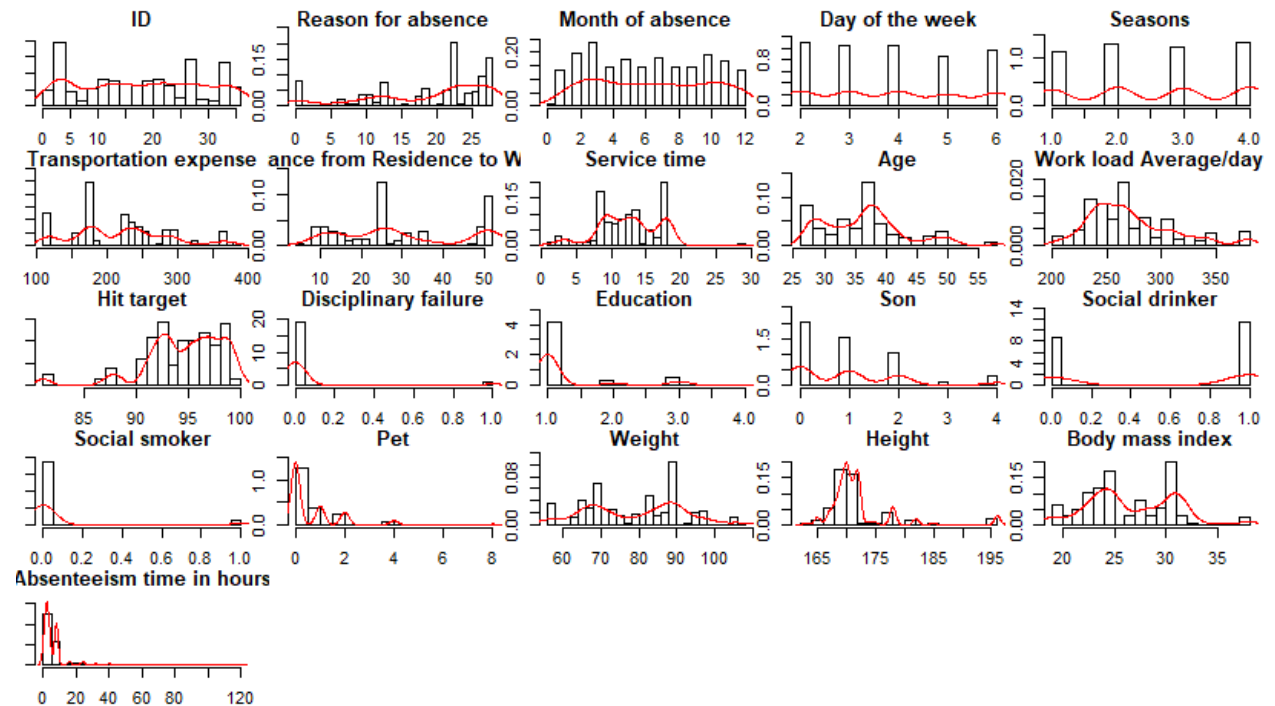 ID Reason for absence Month of absence Day of the week Seasons
0.00 0.15 0.00 0.20 0.0 0.8 0.0 1.0
0 5 10 20 30 0 5 10 15 20 25 0 2 4 6 8 10 12 2 3 4 5 6 1.0 2.0 3.0 4.0
Transportation expense ance from Residence to W Service time Age Work load Average/day
0.00 0.10 0.00 0.15 0.00 0.10 0.000 0.020
100 200 300 400 10 20 30 40 50 0 5 10 15 20 25 30 25 30 35 40 45 50 55 200 250 300 350
Hit target Disciplinary failure Education Son Social drinker
0 10 20 0 2 4 0.0 1.5 0 4 8 14
85 90 95 100 0.0 0.2 0.4 0.6 0.8 1.0 1.0 2.0 3.0 4.0 0 1 2 3 4 0.0 0.2 0.4 0.6 0.8 1.0
Social smoker Pet Weight Height Body mass index
0.0 1.0 0.00 0.08 0.00 0.15 0.00 0.15
0.0 0.2 0.4 0.6 0.8 1.0 0 2 4 6 8 60 70 80 90 100 165 175 185 195 20 25 30 35
Absenteeism time in hours
0 20 40 60 80 120